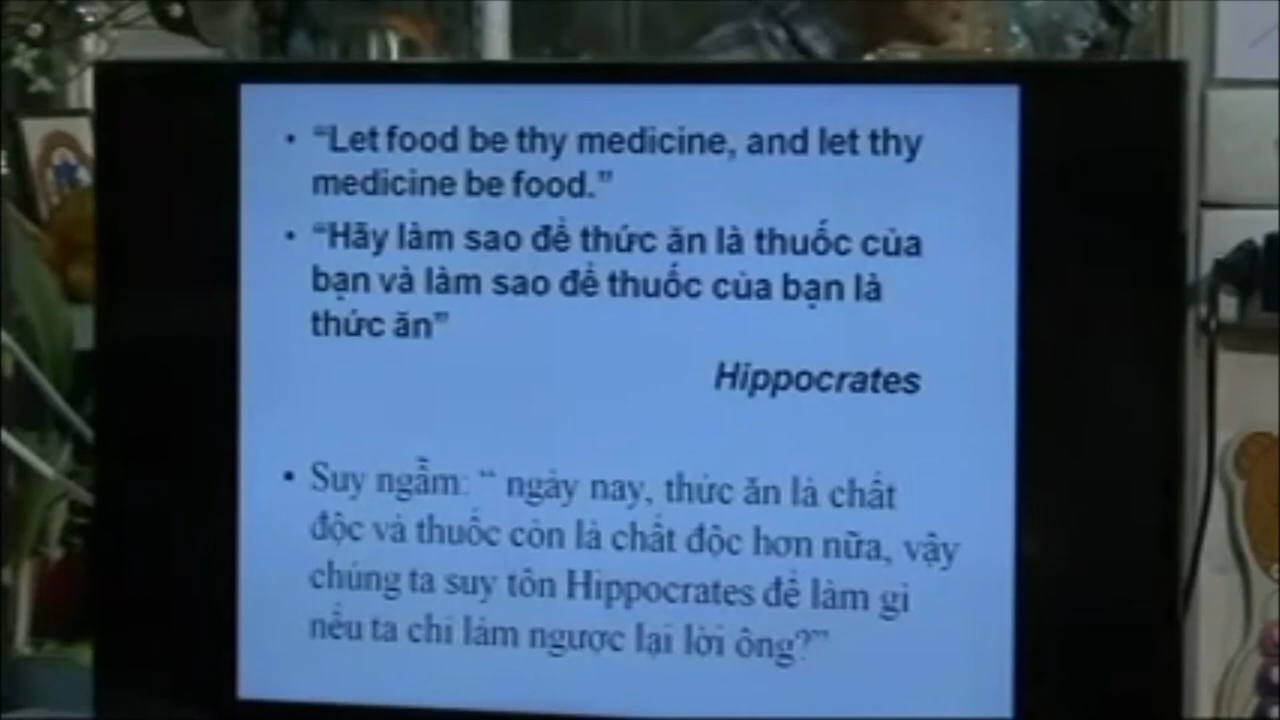 • “Let food be thy medicine, and let thy
medicine be food.”
• “Hãy làm sao để thức ăn là thuốc của
bạn và làm sao để thuốc của bạn là
thức ăn”
Hippocrates
• Suy ngẫm: “ ngày nay, thức ăn là chất
độc và thuốc còn là chất độc hơn nữa, vậy
chúng ta suy tôn Hippocrates để làm gì
nếu ta chỉ làm ngược lại lời ông?”